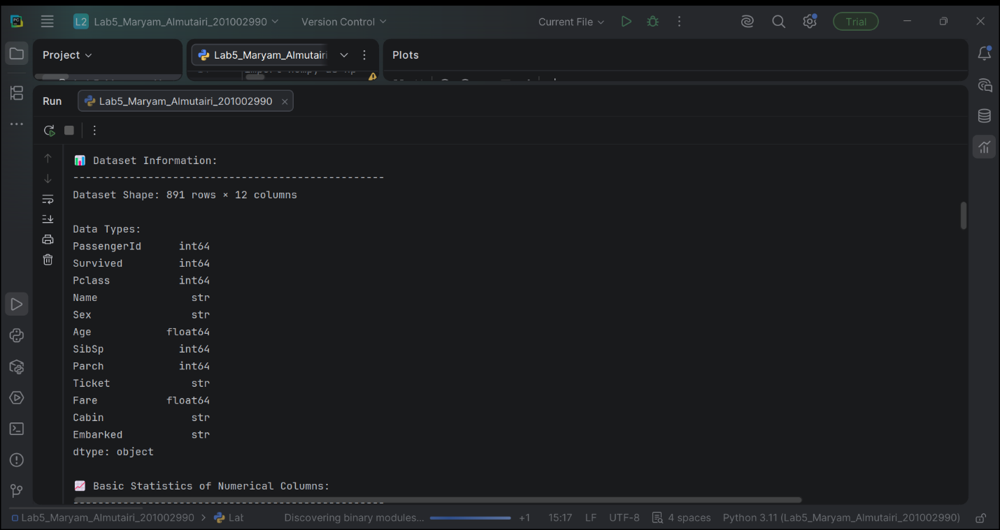 L2 Lab5_Maryam_Almutairi_201002990 Version Control Current File Trial
Project
Lab5_Maryam_Almutairi
Plots
Run Lab5_Maryam_Almutairi_201002990
Dataset Information:
--------------------------------------------------
Dataset Shape: 891 rows × 12 columns
Data Types:
PassengerId int64
Survived int64
Pclass int64
Name str
Sex str
Age float64
SibSp int64
Parch int64
Ticket str
Fare float64
Cabin str
Embarked str
dtype: object
Basic Statistics of Numerical Columns:
--------------------------------------------------
Lab5_Maryam_Almutairi_201002990 > Lat Discovering binary modules... +1 15:17 LF UTF-8 4 spaces Python 3.11 (Lab5_Maryam_Almutairi_201002990)